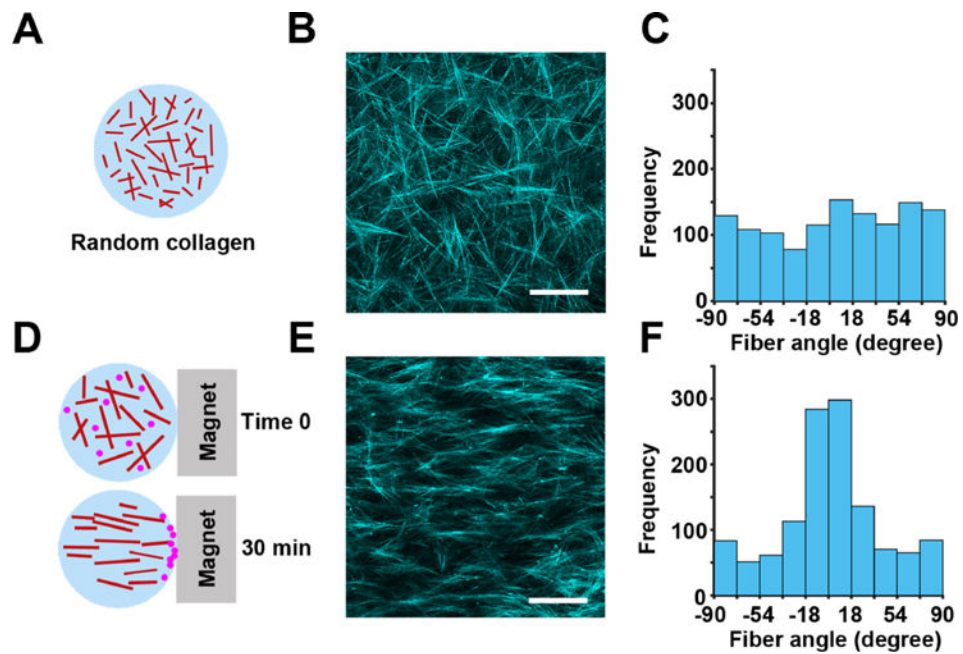 A
B
C
Random collagen
Frequency
300
200
100
0
-90
-54
-18
18
54
90
Fiber angle (degree)
D
E
F
Magnet
Time 0
Magnet
30 min
Frequency
300
200
100
0
-90
-54
-18
18
54
90
Fiber angle (degree)